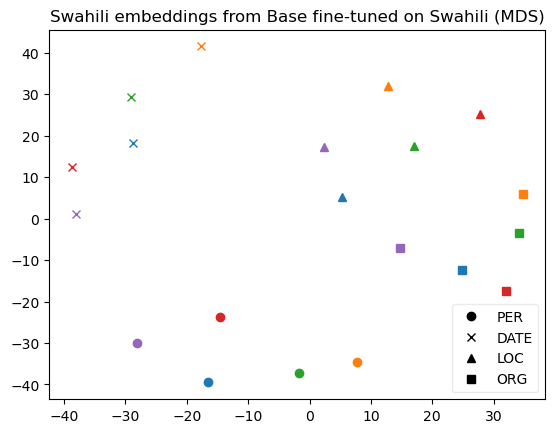 Swahili embeddings from Base fine-tuned on Swahili (MDS)
40
30
20
10
0
−10
−20
−30
−40
−40 −30 −20 −10 0 10 20 30
PER
DATE
LOC
ORG